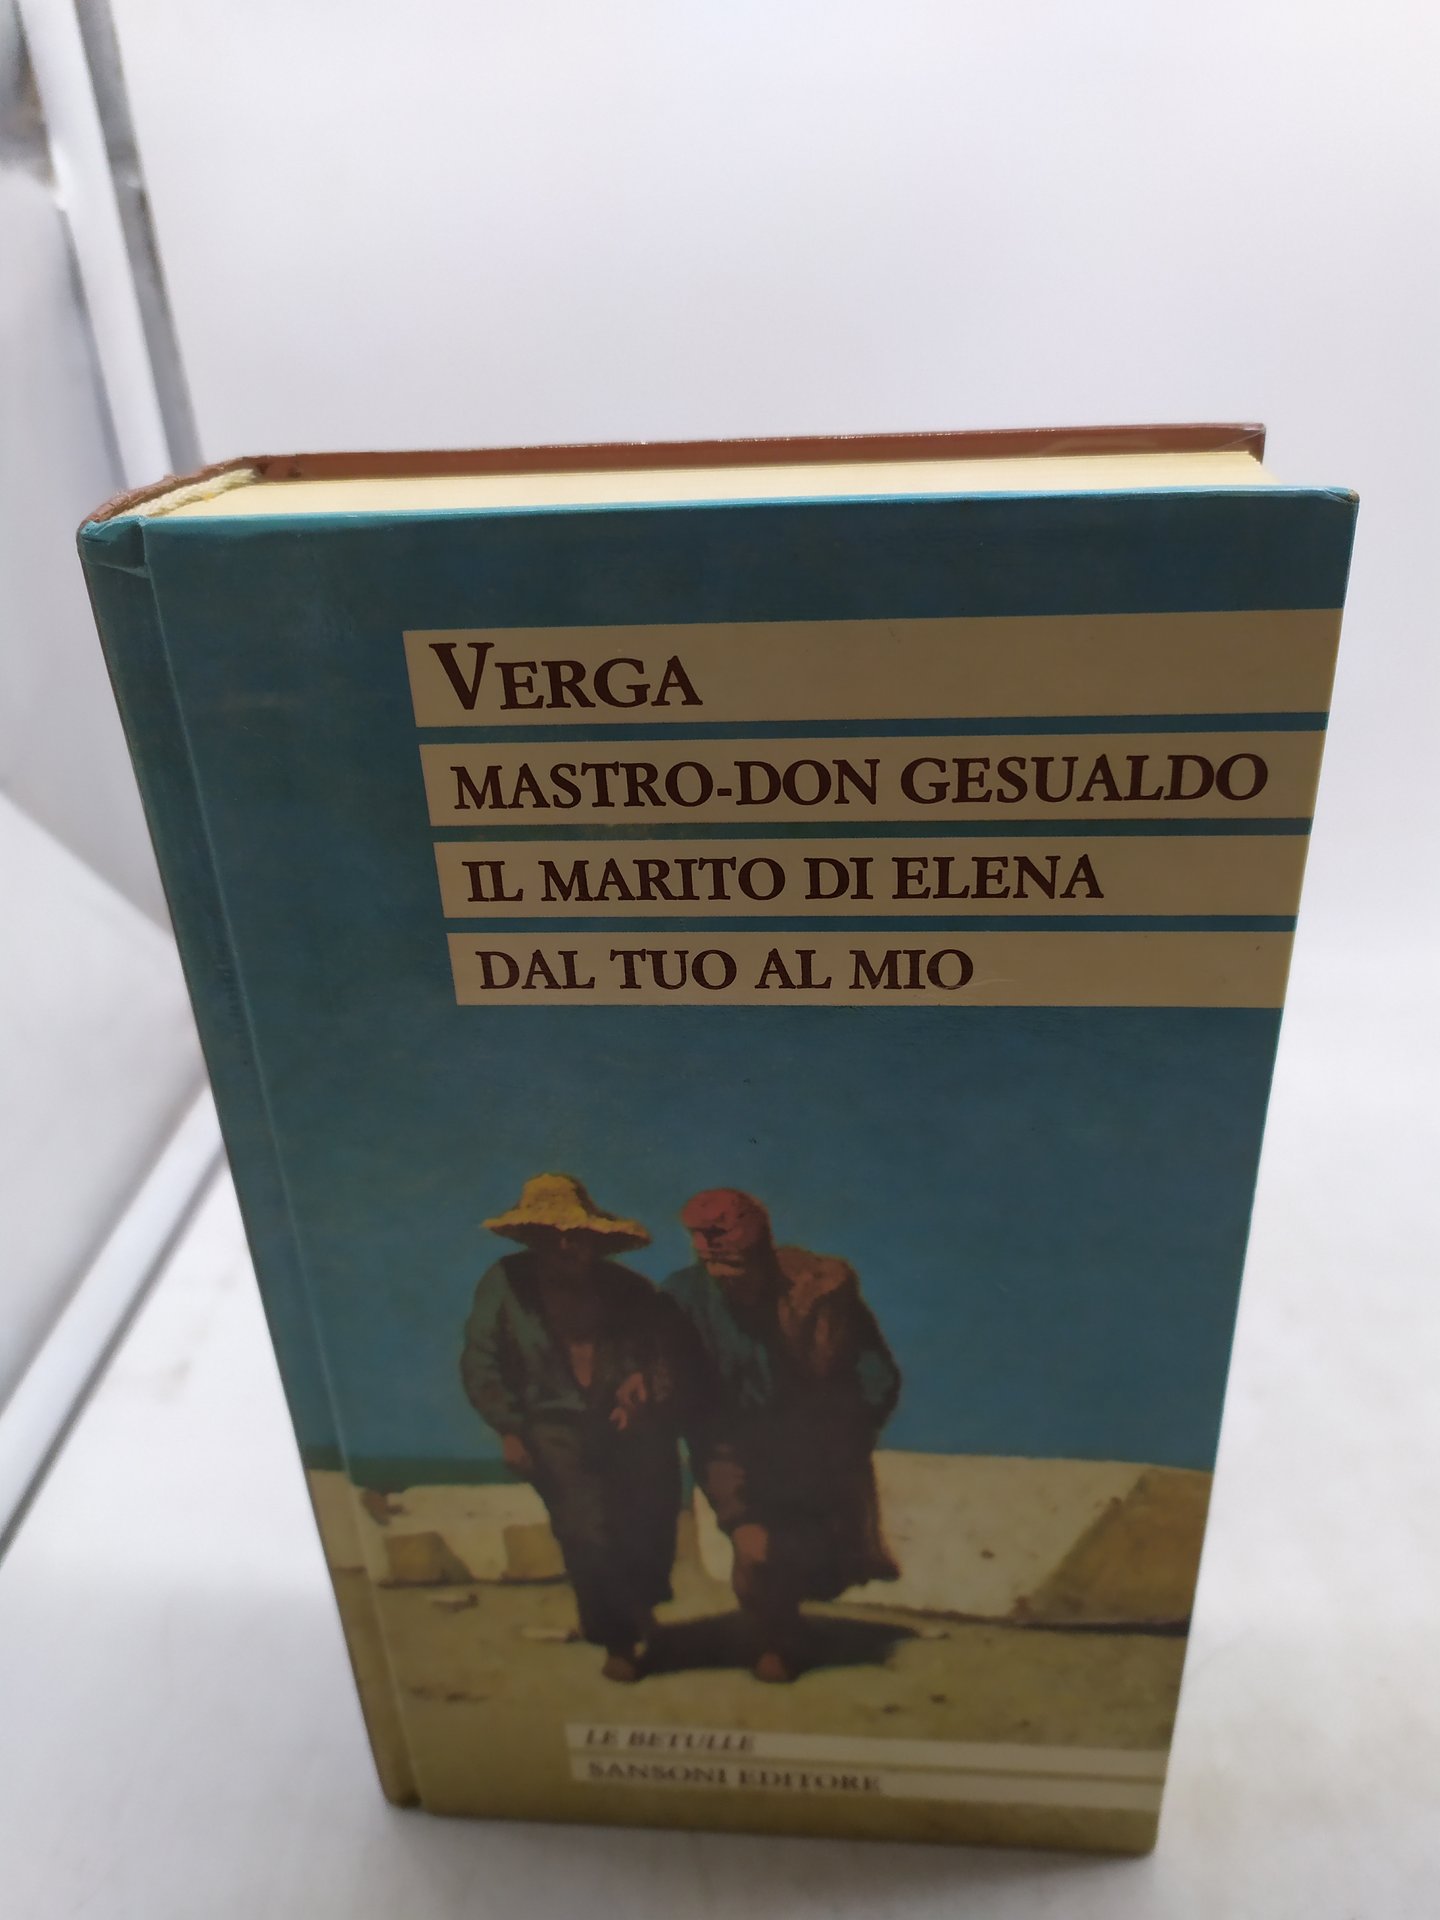 VERGA
MASTRO-DON GESUALDO
IL MARITO DI ELENA
DAL TUO AL MIO
LE BETULLE
SANSONI EDITORE